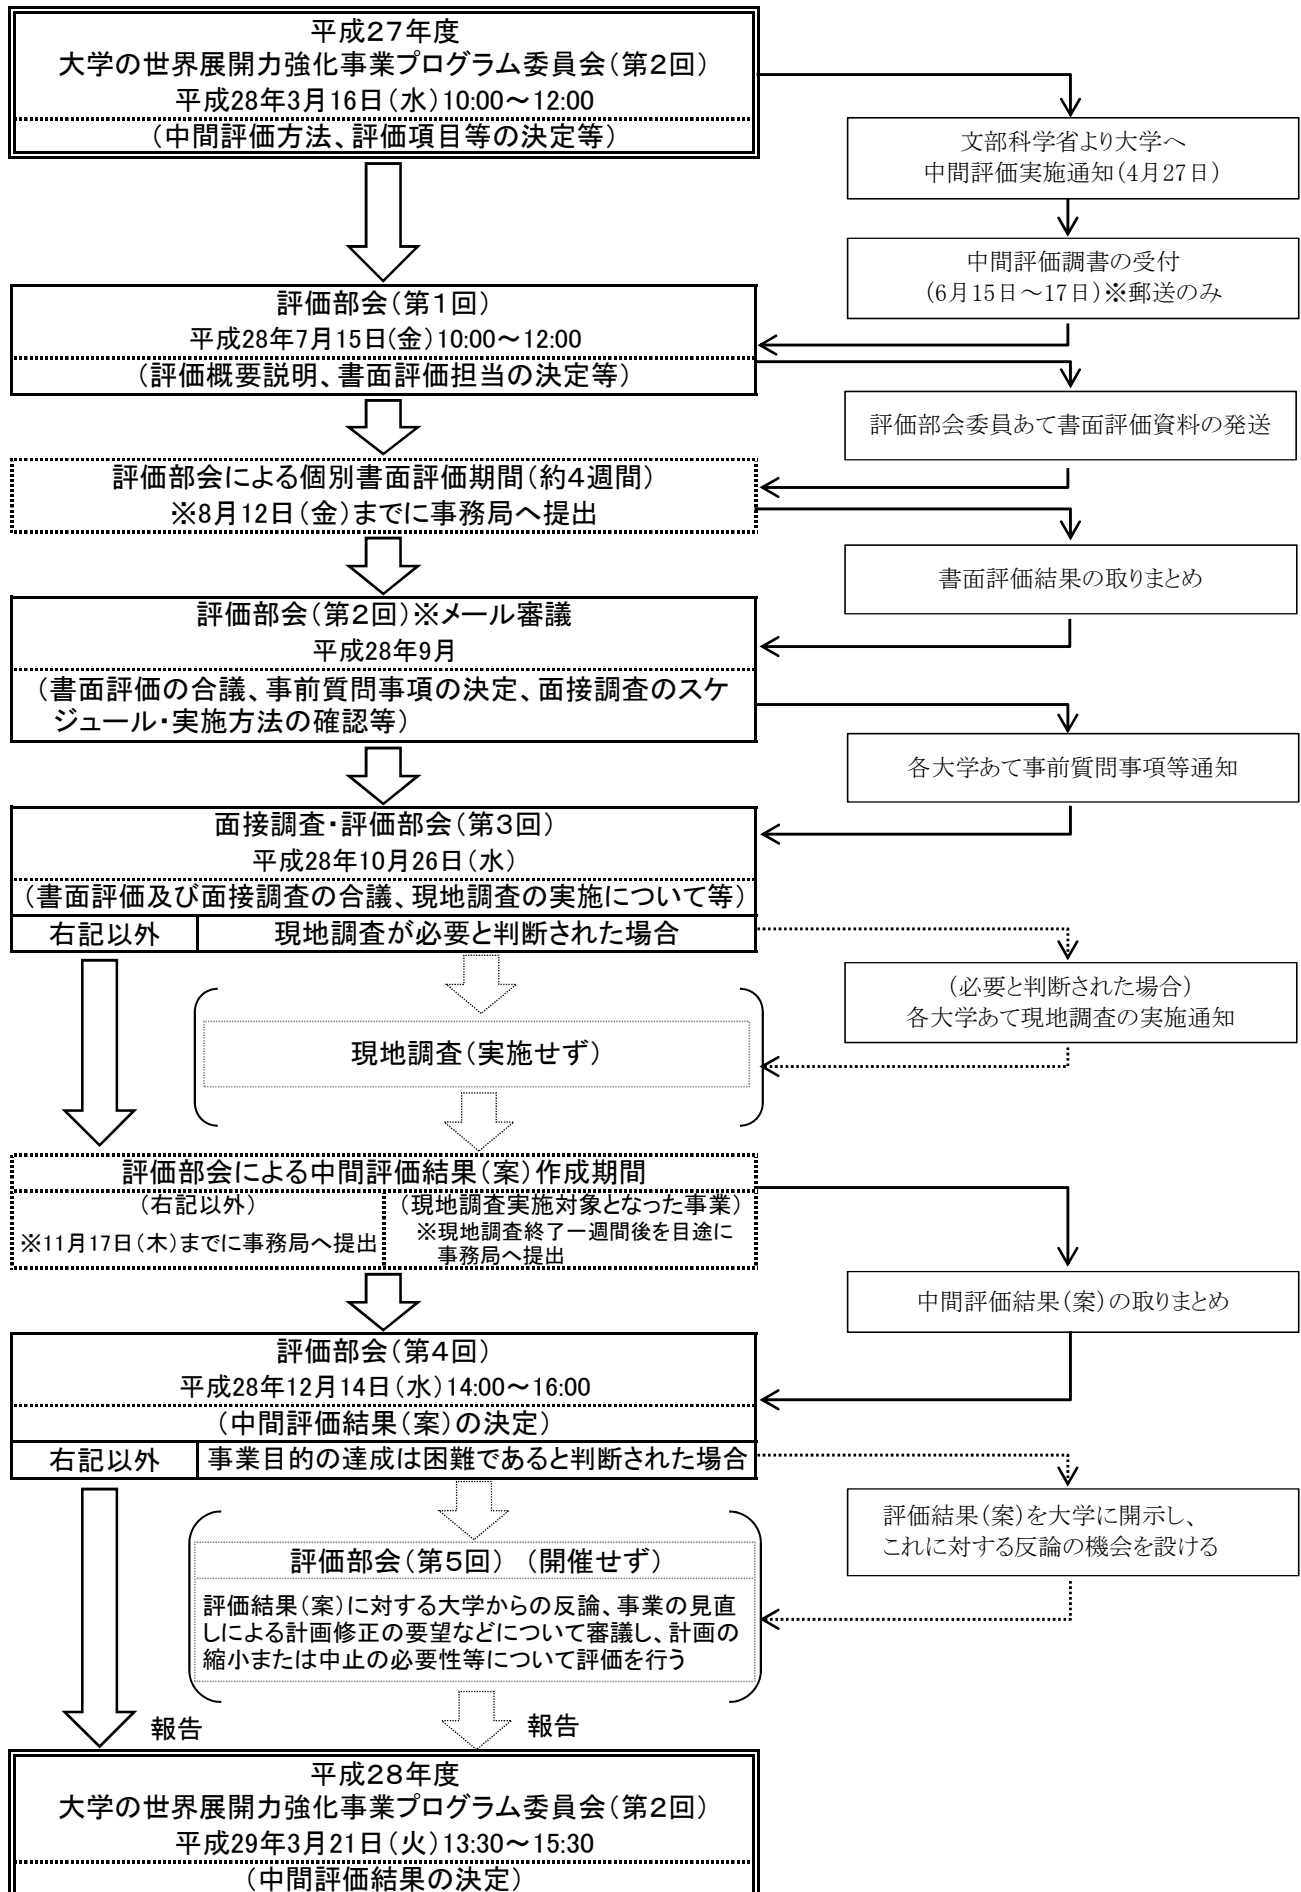 平成27年度
大学の世界展開力強化事業プログラム委員会（第2回）
平成28年3月16日（水）10:00～12:00
（中間評価方法、評価項目等の決定等）
文部科学省より大学へ
中間評価実施通知（4月27日）
中間評価調書の受付
（6月15日～17日）※郵送のみ
評価部会（第1回）
平成28年7月15日(金)10:00～12:00
（評価概要説明、書面評価担当の決定等）
評価部会委員あて書面評価資料の発送
評価部会による個別書面評価期間（約4週間）
※8月12日（金）までに事務局へ提出
書面評価結果の取りまとめ
評価部会（第2回）※メール審議
平成28年9月
（書面評価の合議、事前質問事項の決定、面接調査のスケ
ジュール・実施方法の確認等）
各大学あて事前質問事項等通知
面接調査・評価部会（第3回）
平成28年10月26日（水）
（書面評価及び面接調査の合議、現地調査の実施について等）
右記以外
現地調査が必要と判断された場合
（必要と判断された場合）
各大学あて現地調査の実施通知
現地調査（実施せず）
評価部会による中間評価結果（案）作成期間
（右記以外）
※11月17日（木）までに事務局へ提出
（現地調査実施対象となった事業）
※現地調査終了一週間後を目途に
事務局へ提出
中間評価結果（案）の取りまとめ
評価部会（第4回）
平成28年12月14日（水）14:00～16:00
（中間評価結果（案）の決定）
右記以外
事業目的の達成は困難であると判断された場合
評価結果（案）を大学に開示し、
これに対する反論の機会を設ける
評価部会（第5回）（開催せず）
評価結果（案）に対する大学からの反論、事業の見直
しによる計画修正の要望などについて審議し、計画の
縮小または中止の必要性等について評価を行う
報告
報告
平成28年度
大学の世界展開力強化事業プログラム委員会（第2回）
平成29年3月21日（火）13:30～15:30
（中間評価結果の決定）